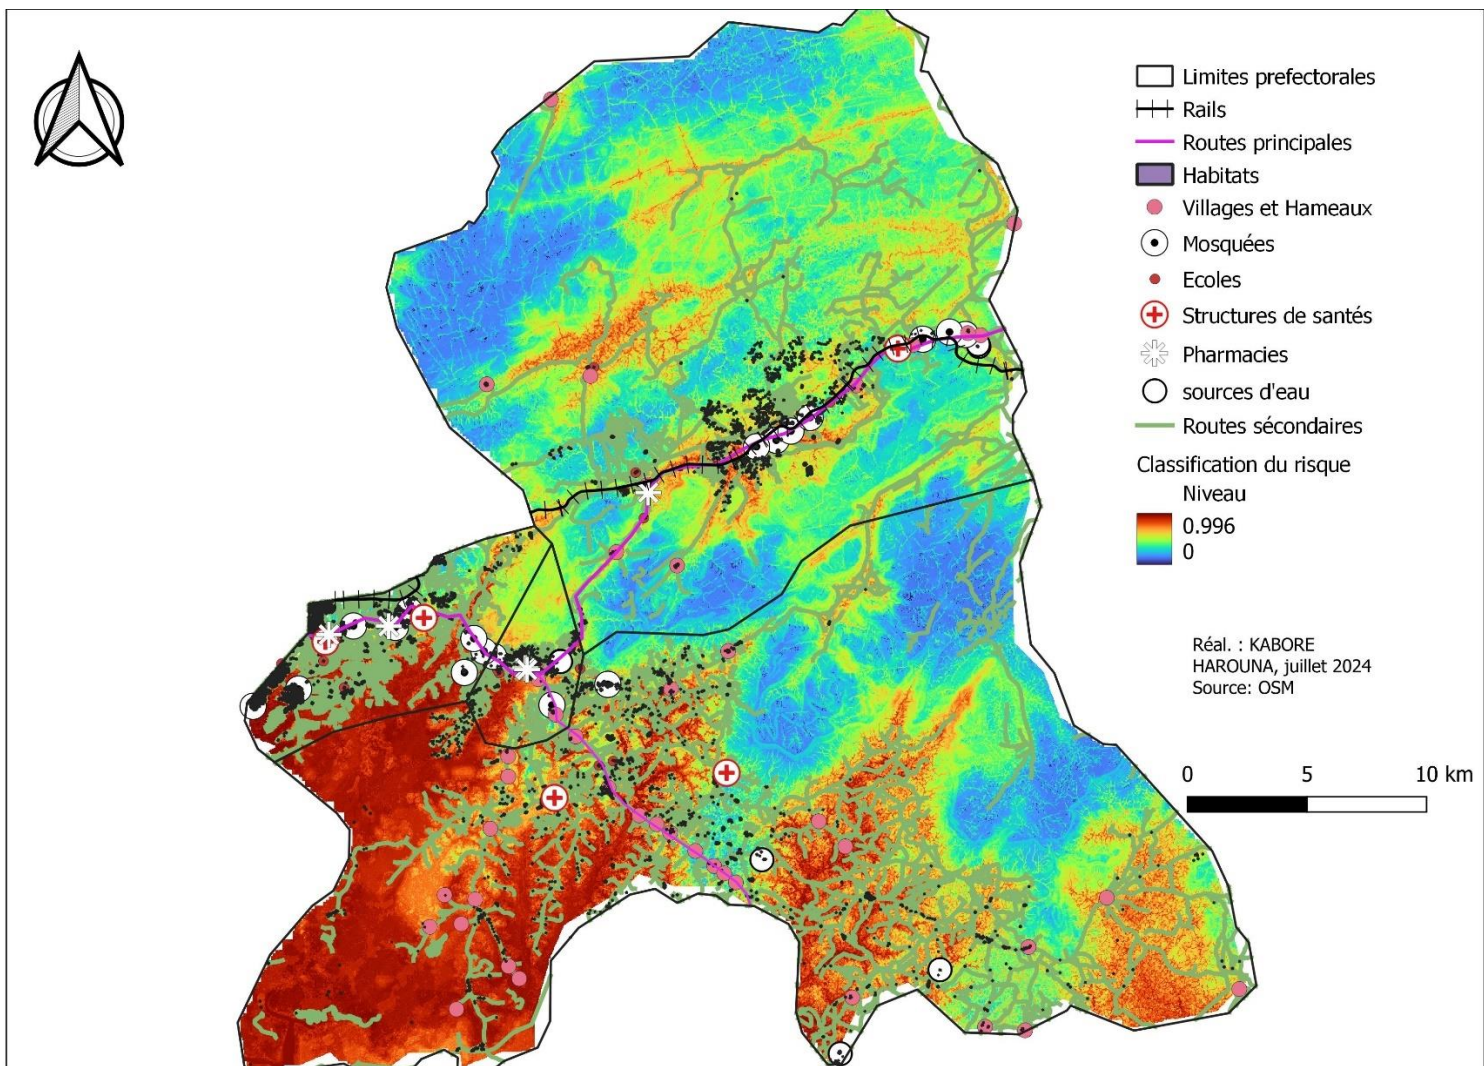 Limites prefectorales
Rails
Routes principales
Habitats
Villages et Hameaux
Mosquées
Ecoles
Structures de santés
Pharmacies
sources d'eau
Routes sécondaires
Classification du risque
Niveau
0.996
0
Réal. : KABORE
HAROUNA, juillet 2024
Source: OSM
0 5 10 km